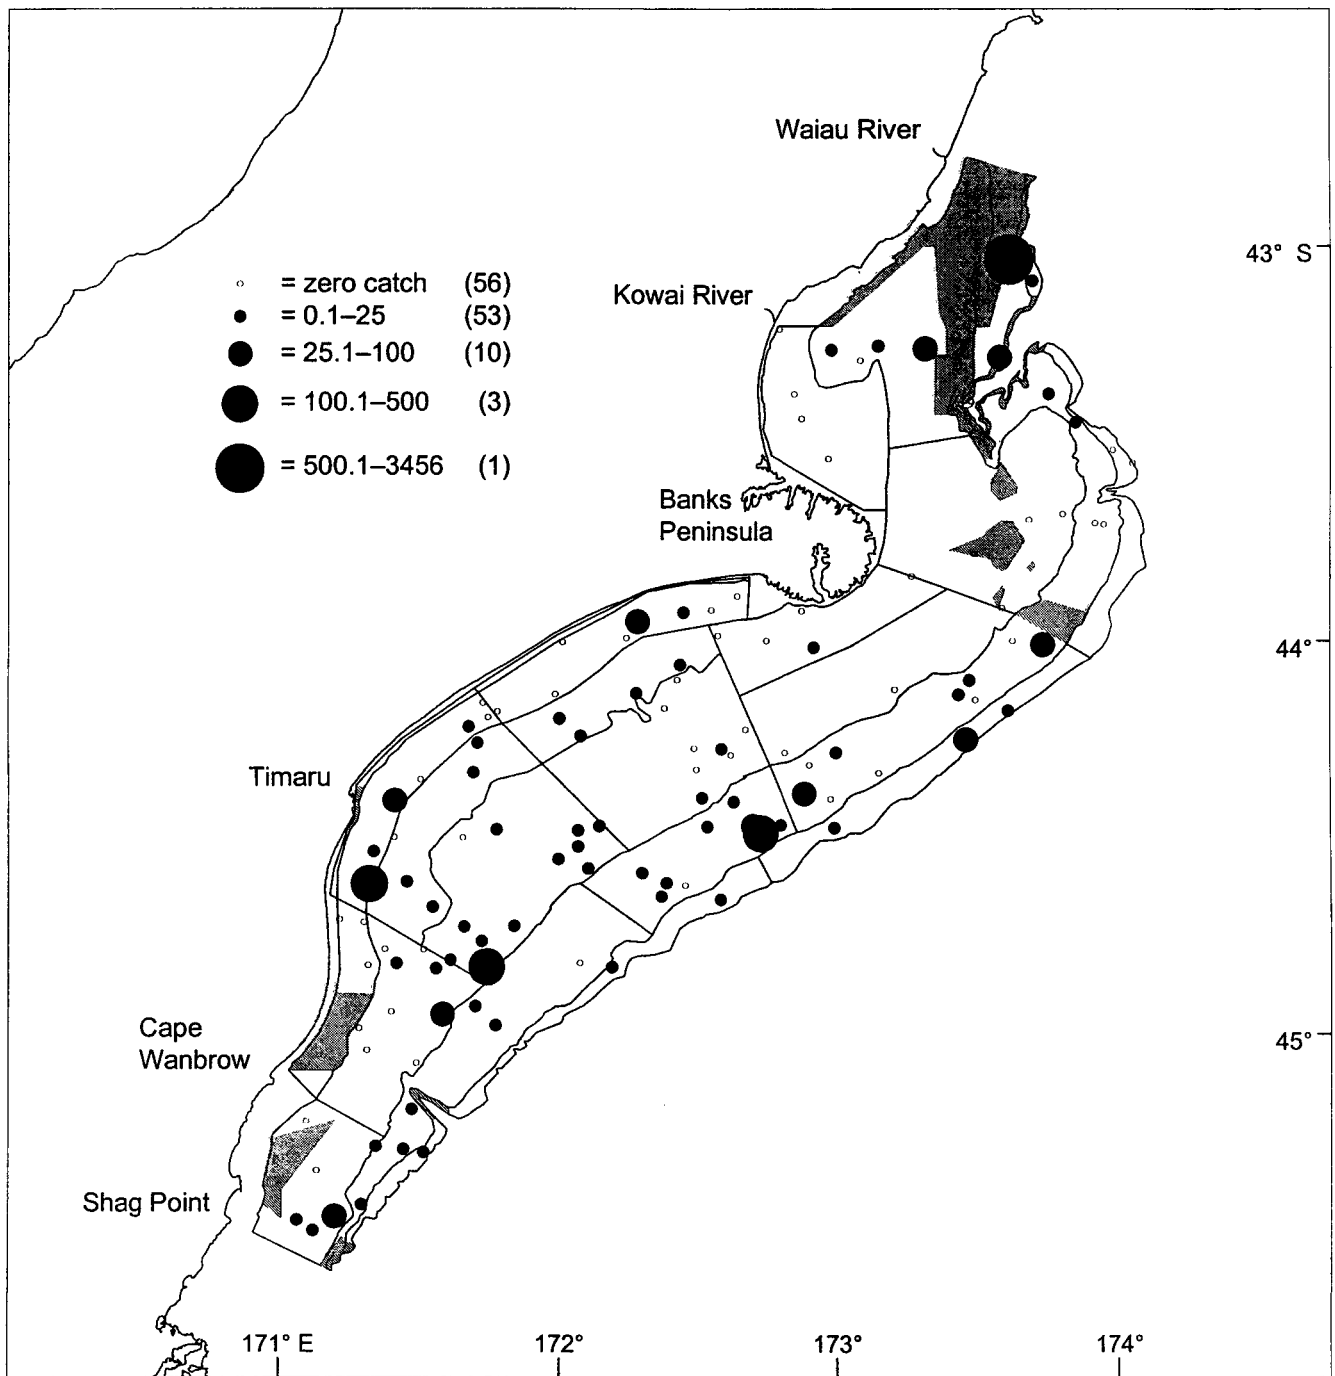 Waiau River
43° S
= zero catch (56)
Kowai River
= 0.1–25 (53)
= 25.1–100 (10)
= 100.1–500 (3)
= 500.1–3456 (1)
Banks
Peninsula
44°
Timaru
Cape
Wanbrow
45°
Shag Point
171° E
172°
173°
174°